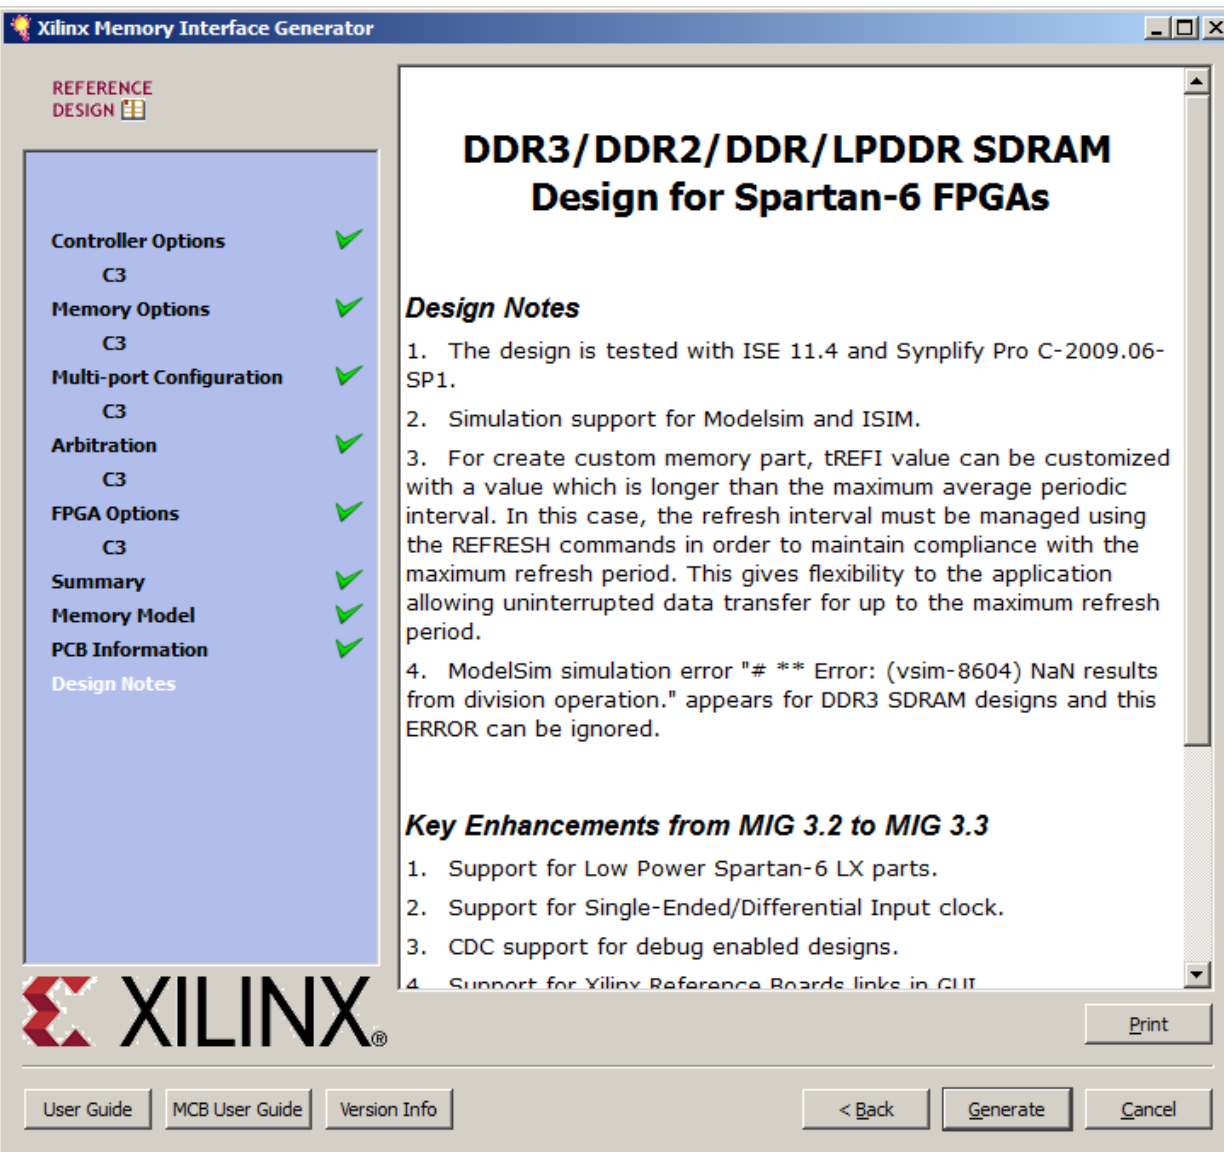 Xilinx Memory Interface Generator
REFERENCE
DESIGN
Controller Options
C3
Memory Options
C3
Multi-port Configuration
C3
Arbitration
C3
FPGA Options
C3
Summary
Memory Model
PCB Information
Design Notes
XILINX®
DDR3/DDR2/DDR/LPDDR SDRAM
Design for Spartan-6 FPGAs
Design Notes
1. The design is tested with ISE 11.4 and Synplify Pro C-2009.06-
SP1.
2. Simulation support for Modelsim and ISIM.
3. For create custom memory part, tREFI value can be customized
with a value which is longer than the maximum average periodic
interval. In this case, the refresh interval must be managed using
the REFRESH commands in order to maintain compliance with the
maximum refresh period. This gives flexibility to the application
allowing uninterrupted data transfer for up to the maximum refresh
period.
4. ModelSim simulation error "# ** Error: (vsim-8604) NaN results
from division operation." appears for DDR3 SDRAM designs and this
ERROR can be ignored.
Key Enhancements from MIG 3.2 to MIG 3.3
1. Support for Low Power Spartan-6 LX parts.
2. Support for Single-Ended/Differential Input clock.
3. CDC support for debug enabled designs.
4. Support for Xilinx Reference Boards links in GUI
Print
User Guide
MCB User Guide
Version Info
< Back
Generate
Cancel